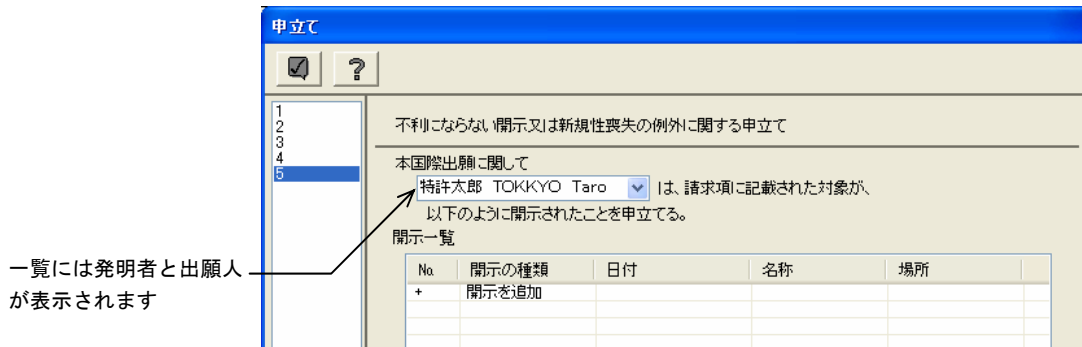 申立て
1
2
3
4
5
不利にならない開示又は新規性喪失の例外に関する申立て
本国際出願に関して
特許太郎 TOKKYO Taro は、請求項に記載された対象が、
以下のように開示されたことを申立てる。
開示一覧
一覧には発明者と出願人
が表示されます
No. 開示の種類 日付 名称 場所
+ 開示を追加